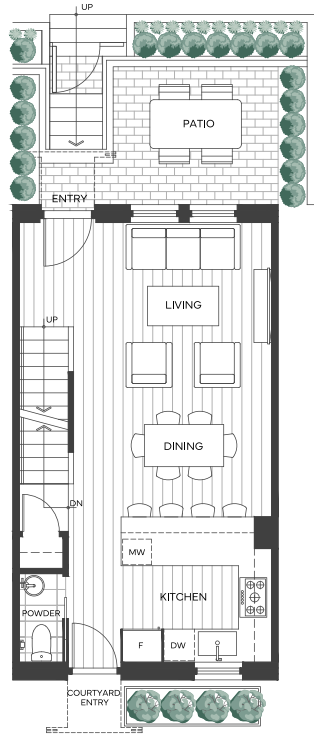 UP
PATIO
ENTRY
LIVING
UP
DINING
DN
MW
KITCHEN
POWDER
F
DW
COURTYARD
ENTRY